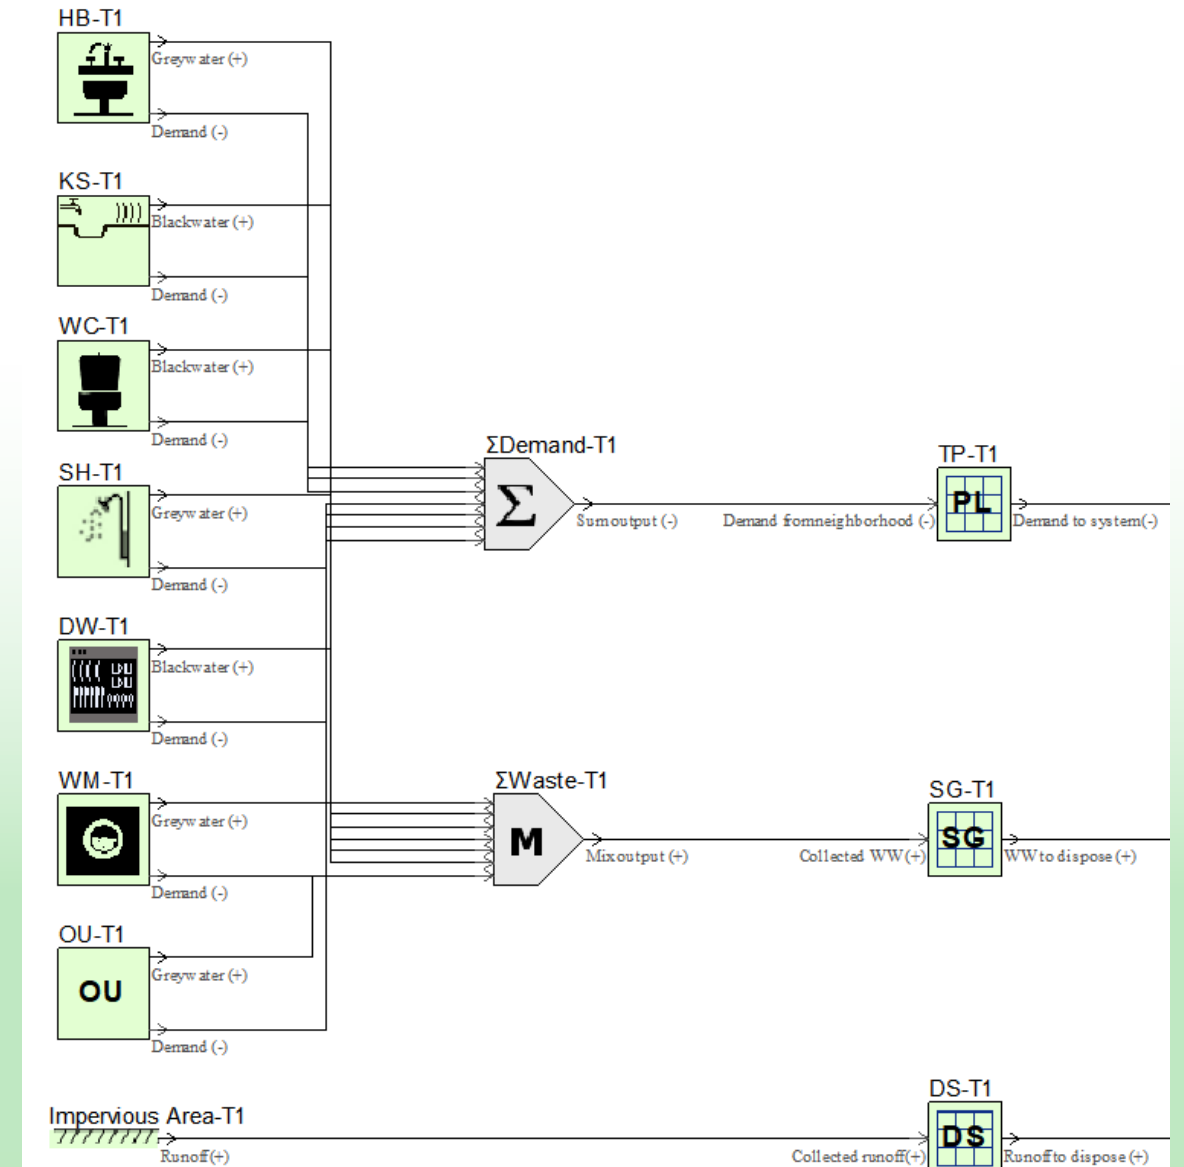 HB-T1
Greywater (+)
Demand (-)
KS-T1
Blackwater (+)
Demand (-)
WC-T1
Blackwater (+)
Demand (-)
SH-T1
Greywater (+)
Demand (-)
ΣDemand-T1
Σ
Sum output (-)
TP-T1
PL
Demand from neighborhood (-)
Demand to system(-)
DW-T1
Blackwater (+)
Demand (-)
WM-T1
Greywater (+)
Demand (-)
ΣWaste-T1
M
Mix output (+)
SG-T1
SG
Collected WW(+)
WW to dispose (+)
OU-T1
OU
Greywater (+)
Demand (-)
Impervious Area-T1
Runoff(+)
DS-T1
DS
Collected runoff(+)
Runoff to dispose (+)